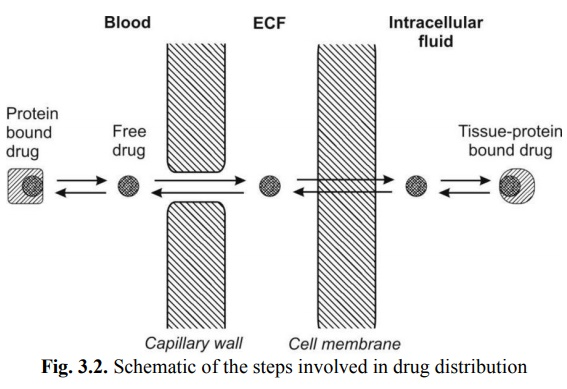 Blood
ECF
Intracellular
fluid
Protein
bound
drug
Free
drug
Tissue-protein
bound drug
Capillary wall
Cell membrane
Fig. 3.2. Schematic of the steps involved in drug distribution